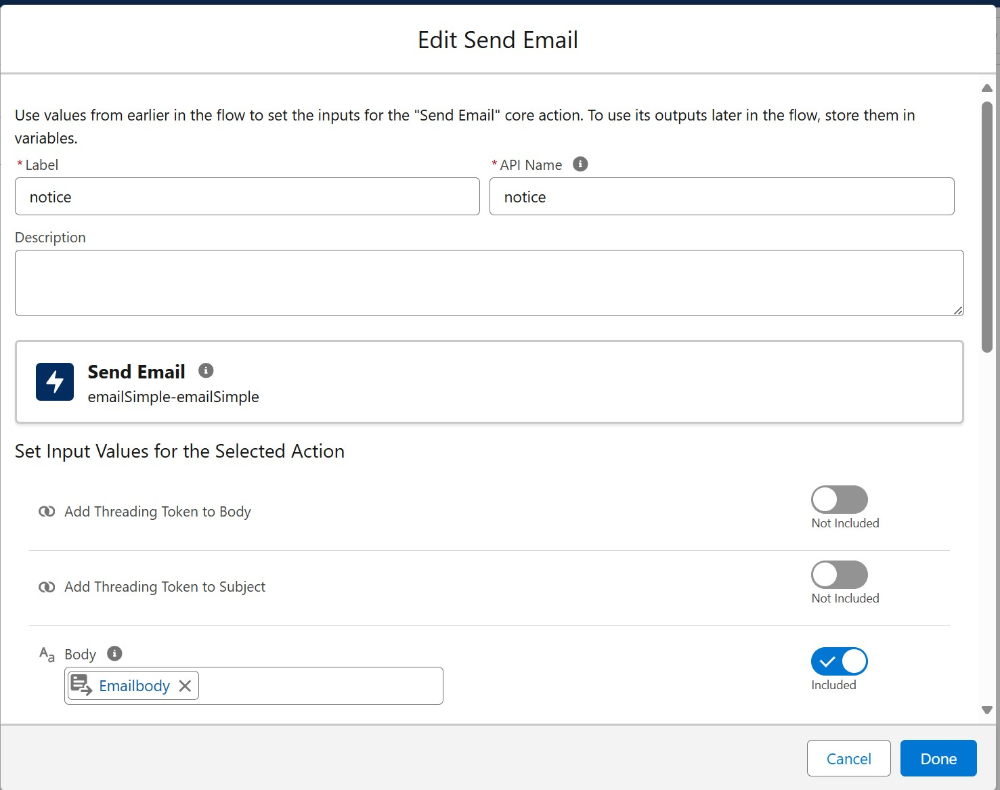 Edit Send Email
Use values from earlier in the flow to set the inputs for the "Send Email" core action. To use its outputs later in the flow, store them in
variables.
* Label
* API Name
notice
notice
Description
Send Email
emailSimple-emailSimple
Set Input Values for the Selected Action
Add Threading Token to Body
Not Included
Add Threading Token to Subject
Not Included
Aa Body
Emailbody
Included
Cancel
Done